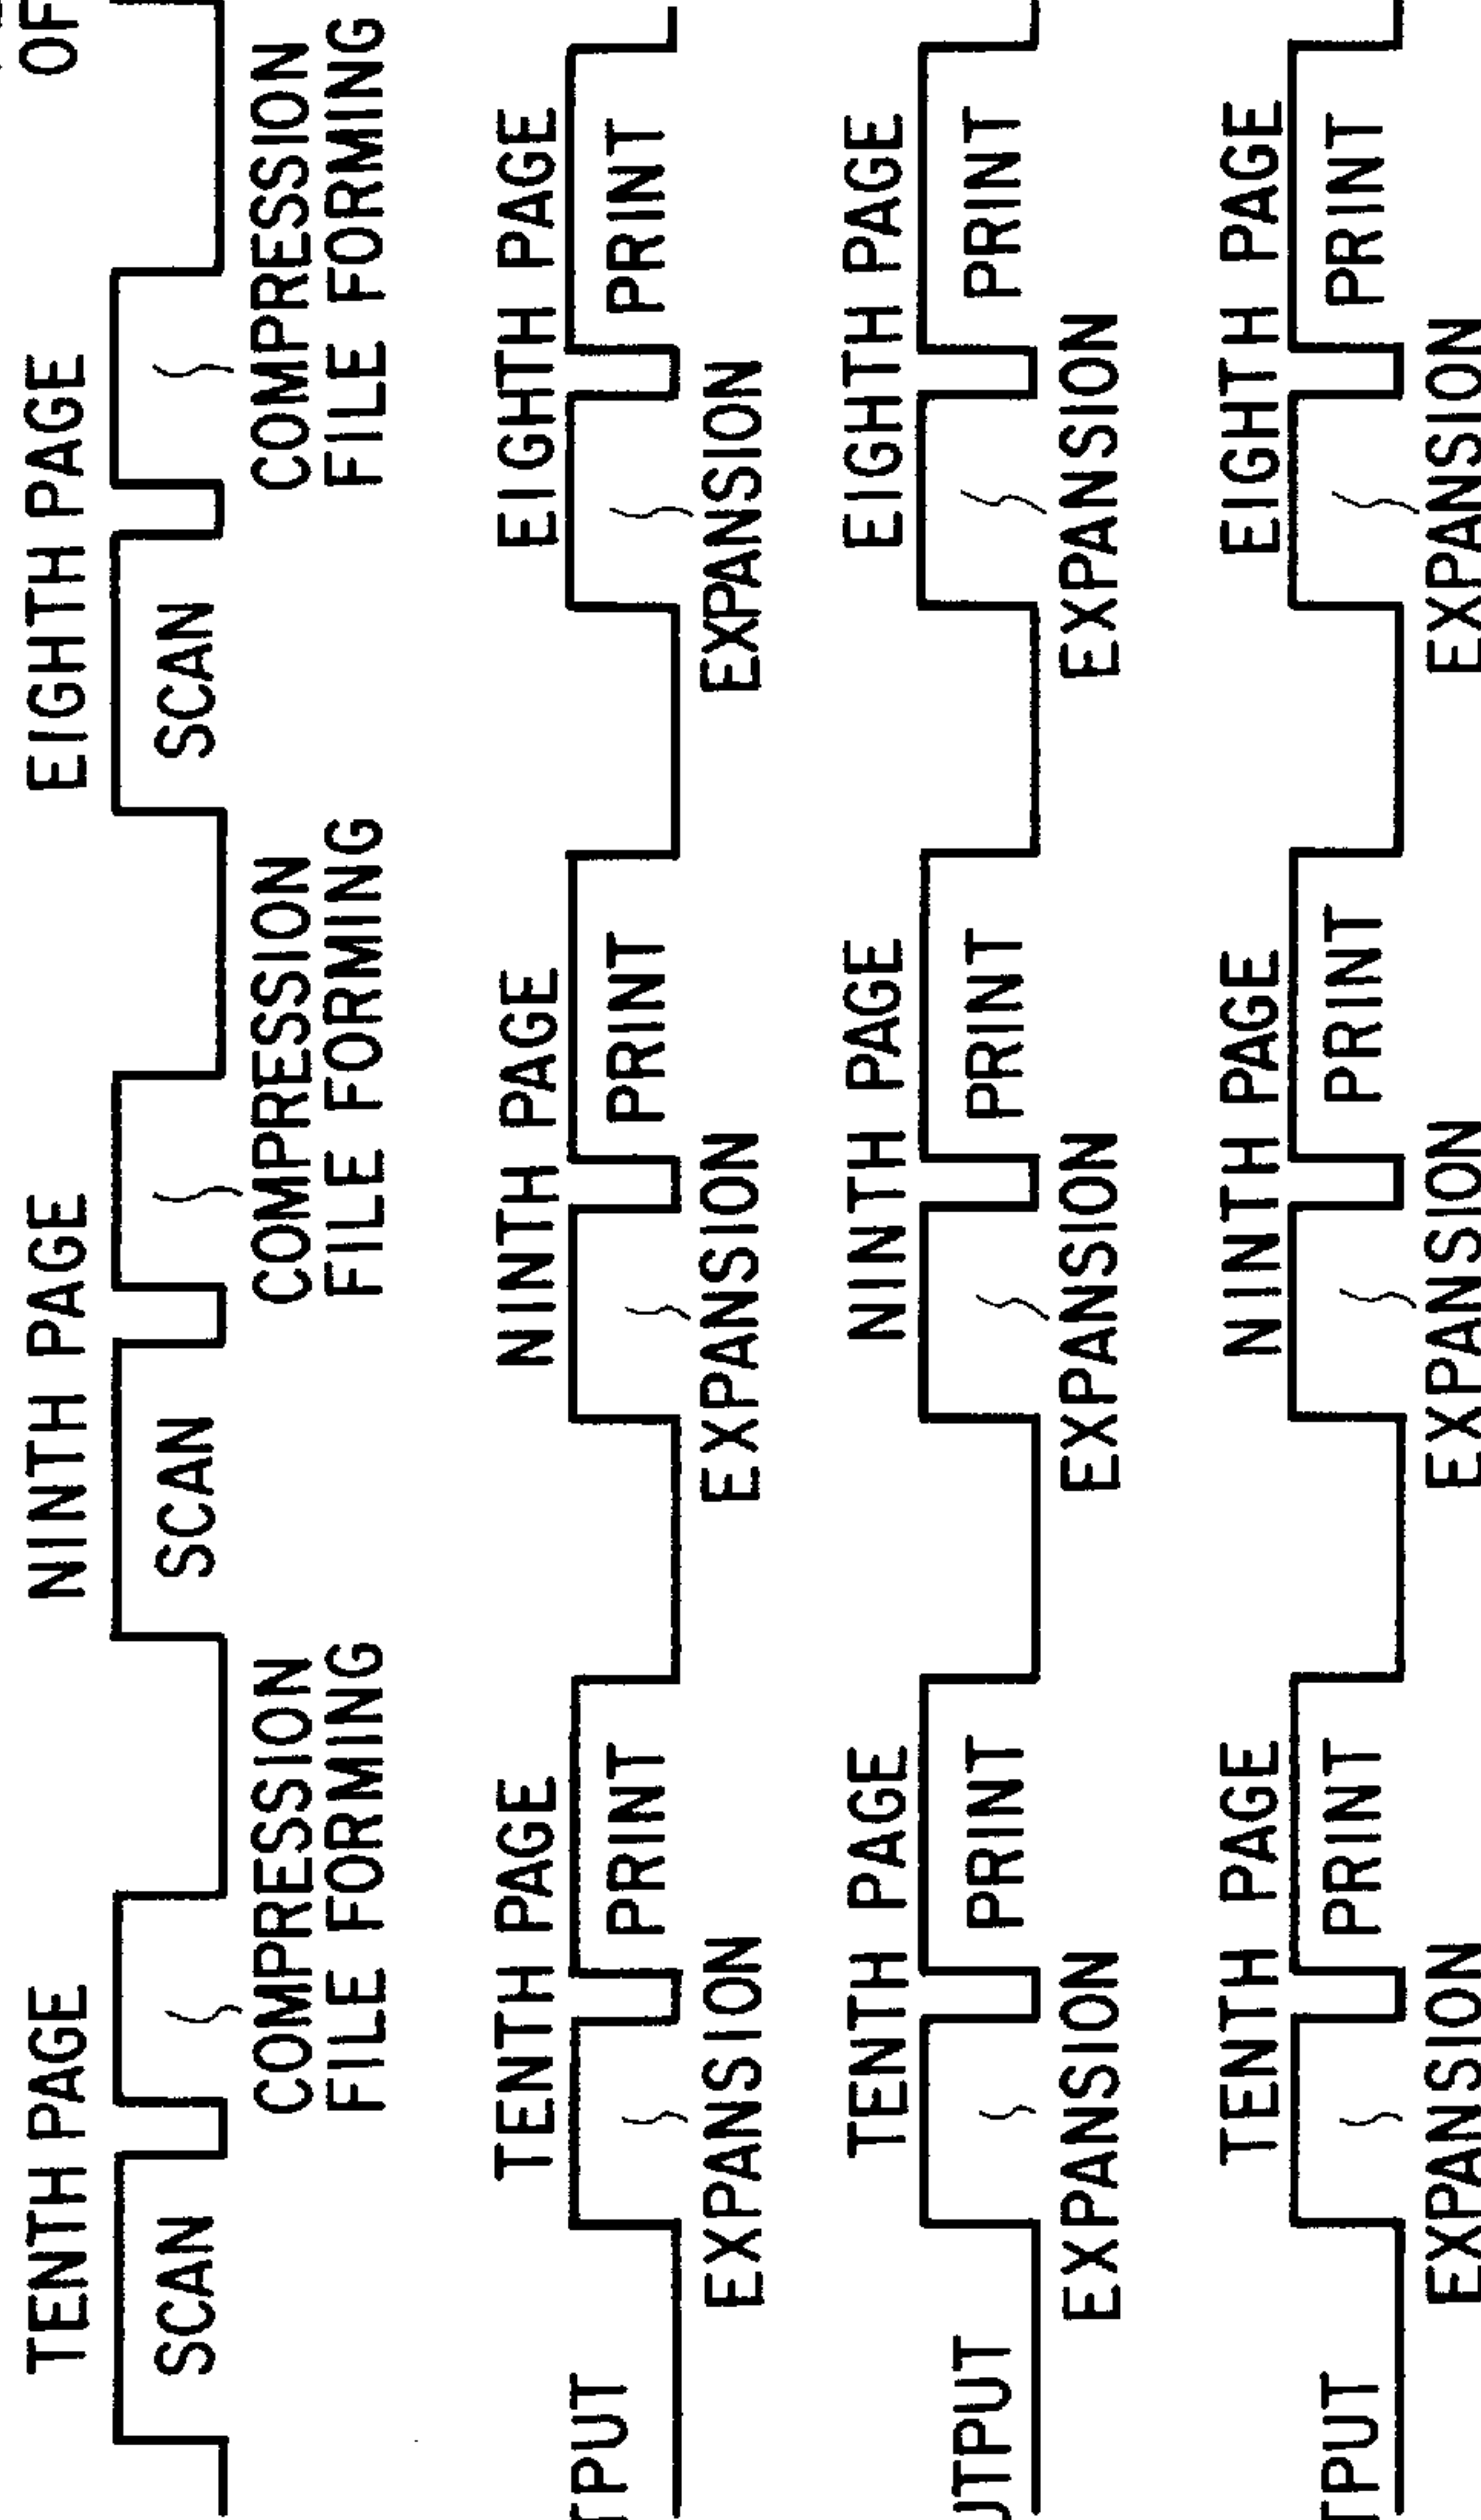 TENTH PAGE NINTH PAGE EIGHTH PAGE OF
SCAN SCAN SCAN
COMPRESSION COMPRESSION COMPRESSION
FILE FORMING FILE FORMING FILE FORMING
TENTH PAGE NINTH PAGE EIGHTH PAGE
TPUT PRINT PRINT PRINT
EXPANSION EXPANSION EXPANSION
TENTH PAGE NINTH PAGE EIGHTH PAGE
UTPUT PRINT PRINT PRINT
EXPANSION EXPANSION EXPANSION
TENTH PAGE NINTH PAGE EIGHTH PAGE
TPUT PRINT PRINT PRINT
EXPANSION EXPANSION EXPANSION